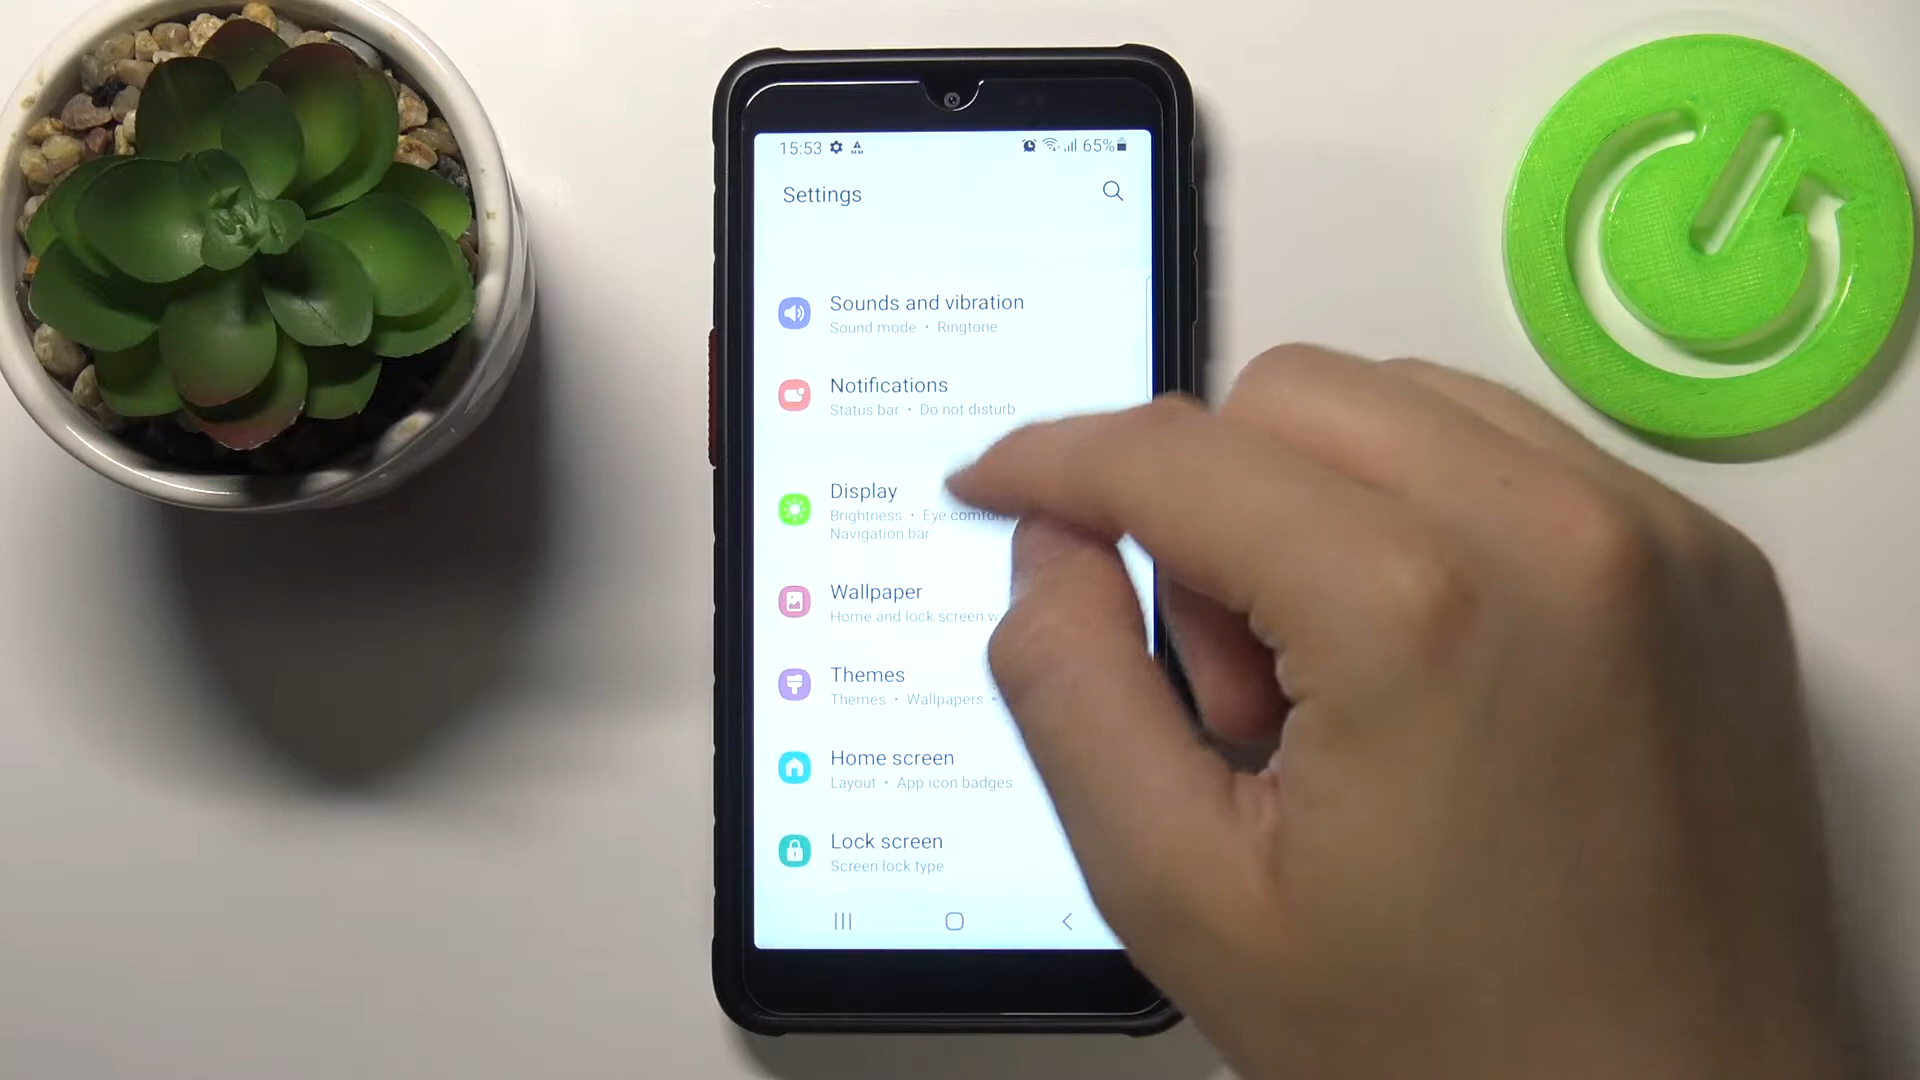 15:53 65%
Settings
Sounds and vibration
Sound mode • Ringtone
Notifications
Status bar • Do not disturb
Display
Brightness • Eye
Navigation bar
Wallpaper
Home and lock screen
Themes
Themes • Wallpapers •
Home screen
Layout • App icon badges
Lock screen
Screen lock type